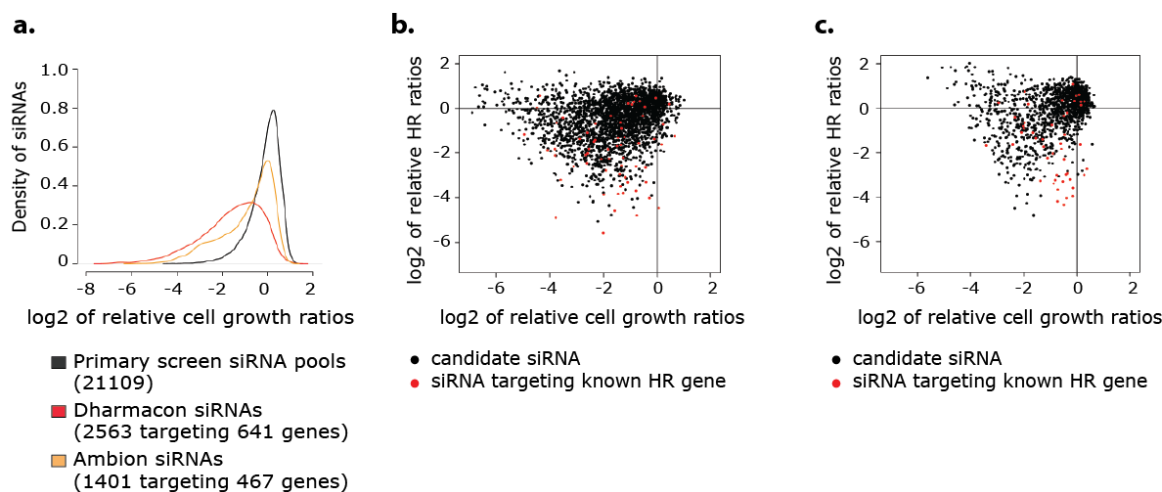 a.
1.0
0.8
0.6
0.4
0.2
0
Density of siRNAs
-8 -6 -4 -2 0 2
log2 of relative cell growth ratios
Primary screen siRNA pools
(21109)
Dharmacon siRNAs
(2563 targeting 641 genes)
Ambion siRNAs
(1401 targeting 467 genes)
b.
2
0
-2
-4
-6
log2 of relative HR ratios
-6 -4 -2 0 2
log2 of relative cell growth ratios
candidate siRNA
siRNA targeting known HR gene
c.
2
0
-2
-4
-6
log2 of relative HR ratios
-6 -4 -2 0 2
log2 of relative cell growth ratios
candidate siRNA
siRNA targeting known HR gene